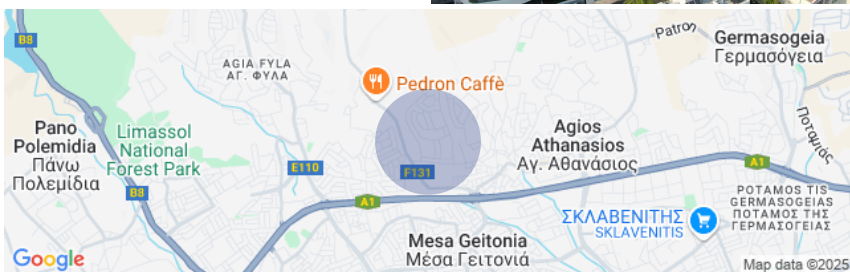 B8
Patron
Germasogeia
Γερμασόγεια
AGIA FYLA
ΑΓ. ΦΥΛΑ
Pedron Caffè
Pano
Polemidia
Πάνω
Πολεμίδια
Limassol
National
Forest Park
Agios
Athanasios
Αγ. Αθανάσιος
Ποταμιάς
E110
F131
A1
B8
A1
ΣΚΛΑΒΕΝΙΤΗΣ
SKLAVENITIS
POTAMOS TIS
GERMASOGEIAS
ΠΟΤΑΜΟΣ ΤΗΣ
ΓΕΡΜΑΣΟΓΕΙΑΣ
Mesa Geitonia
Μέσα Γειτονιά
Google
Map data ©2025